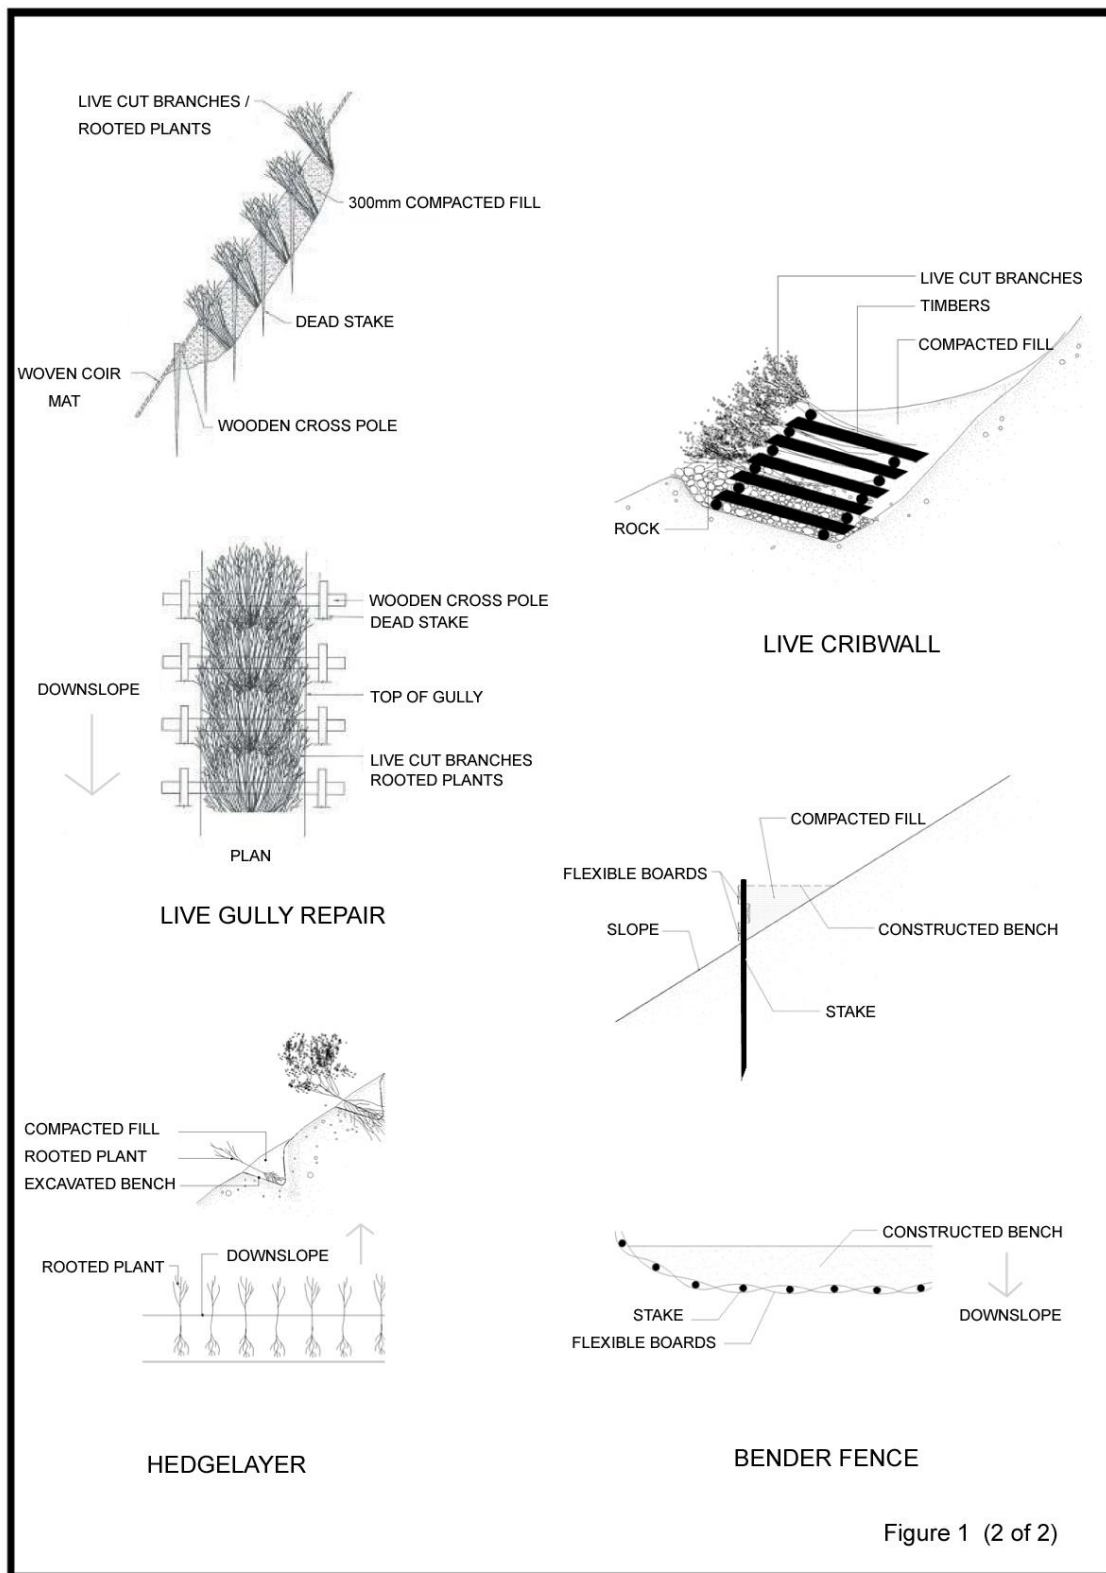 LIVE CUT BRANCHES /
ROOTED PLANTS
300mm COMPACTED FILL
DEAD STAKE
WOVEN COIR
MAT
WOODEN CROSS POLE
WOODEN CROSS POLE
DEAD STAKE
DOWNSLOPE
TOP OF GULLY
LIVE CUT BRANCHES
ROOTED PLANTS
PLAN
LIVE GULLY REPAIR
LIVE CUT BRANCHES
TIMBERS
COMPACTED FILL
ROCK
LIVE CRIBWALL
COMPACTED FILL
FLEXIBLE BOARDS
SLOPE
CONSTRUCTED BENCH
STAKE
COMPACTED FILL
ROOTED PLANT
EXCAVATED BENCH
DOWNSLOPE
ROOTED PLANT
HEDGELAYER
CONSTRUCTED BENCH
STAKE
DOWNSLOPE
FLEXIBLE BOARDS
BENDER FENCE
Figure 1 (2 of 2)